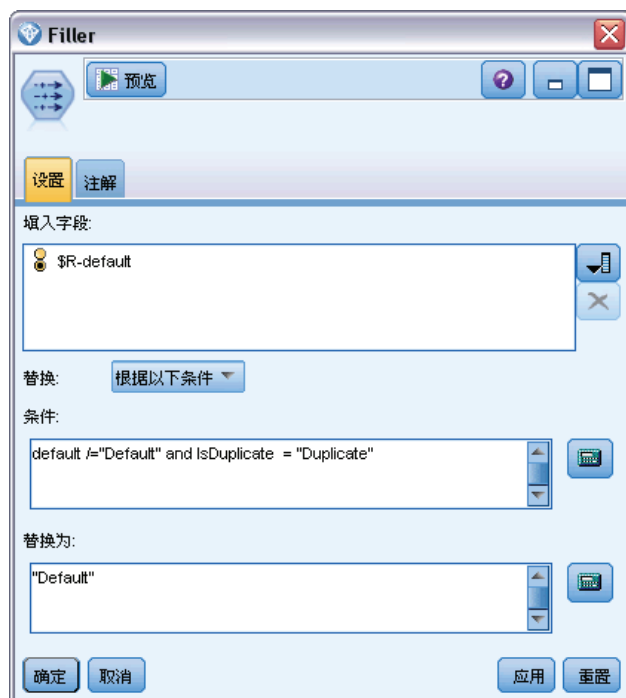 Filler
预览
设置 注解
填入字段:
$R-default
替换: 根据以下条件
条件:
default /="Default" and IsDuplicate = "Duplicate"
替换为:
"Default"
确定 取消 应用 重置